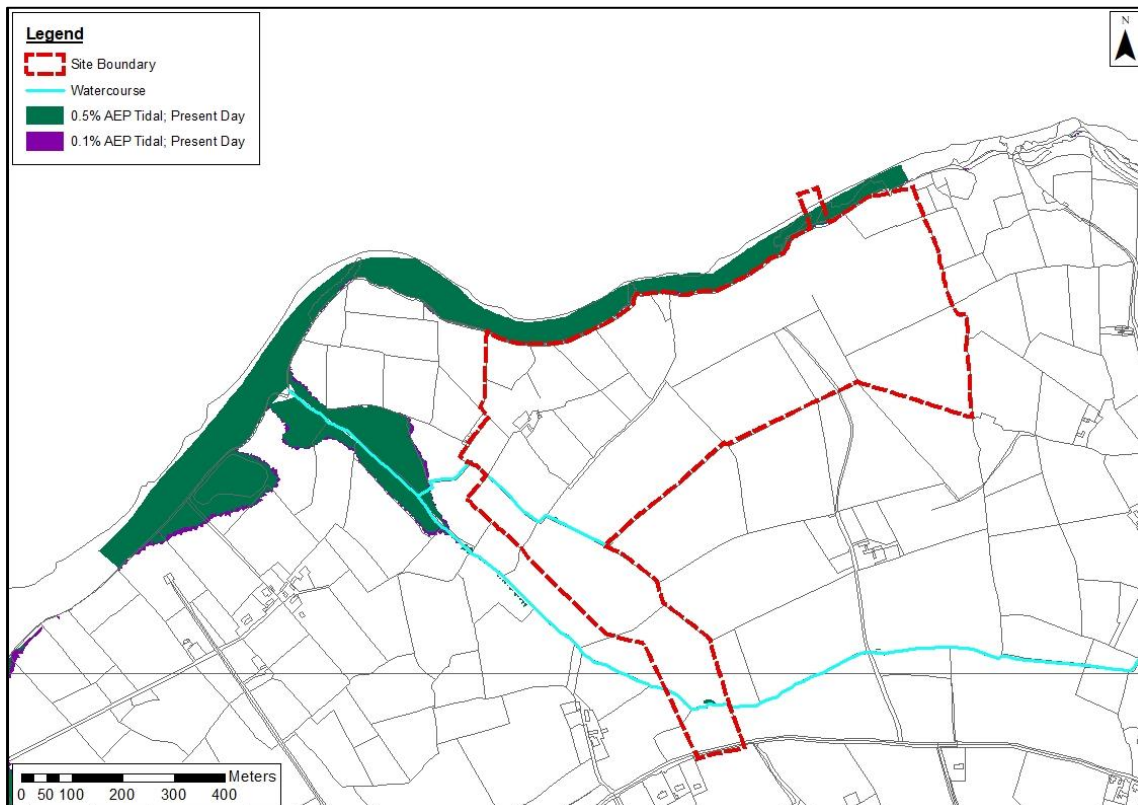 Legend
Site Boundary
Watercourse
0.5% AEP Tidal; Present Day
0.1% AEP Tidal; Present Day
N
Meters
0 50 100 200 300 400